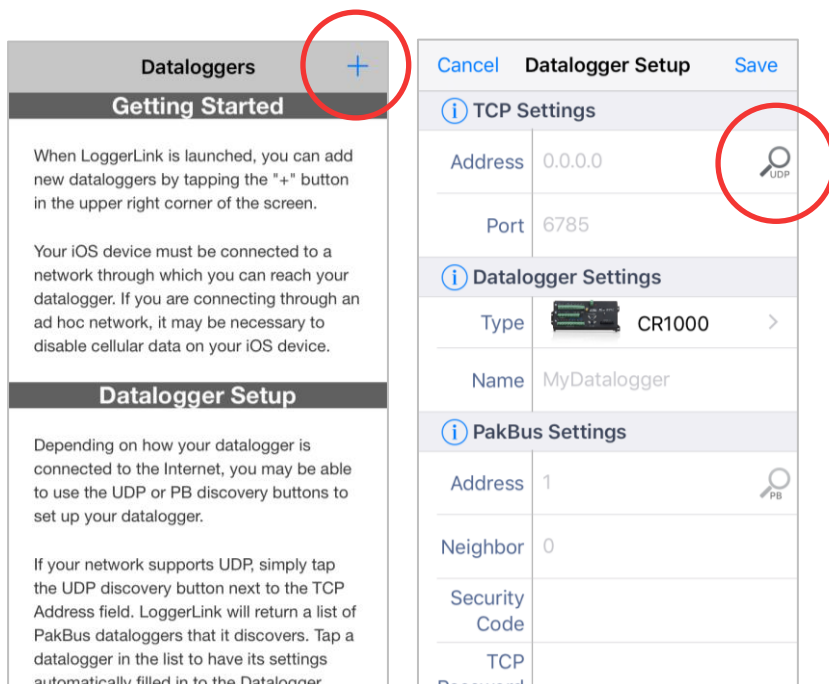 Dataloggers +
Getting Started
When LoggerLink is launched, you can add
new dataloggers by tapping the "+" button
in the upper right corner of the screen.
Your iOS device must be connected to a
network through which you can reach your
datalogger. If you are connecting through an
ad hoc network, it may be necessary to
disable cellular data on your iOS device.
Datalogger Setup
Depending on how your datalogger is
connected to the Internet, you may be able
to use the UDP or PB discovery buttons to
set up your datalogger.
If your network supports UDP, simply tap
the UDP discovery button next to the TCP
Address field. LoggerLink will return a list of
PakBus dataloggers that it discovers. Tap a
datalogger in the list to have its settings
automatically filled in to the Datalogger
Cancel Datalogger Setup Save
i TCP Settings
Address 0.0.0.0 UDP
Port 6785
i Datalogger Settings
Type CR1000 >
Name MyDatalogger
i PakBus Settings
Address 1 PB
Neighbor 0
Security
Code
TCP
Password